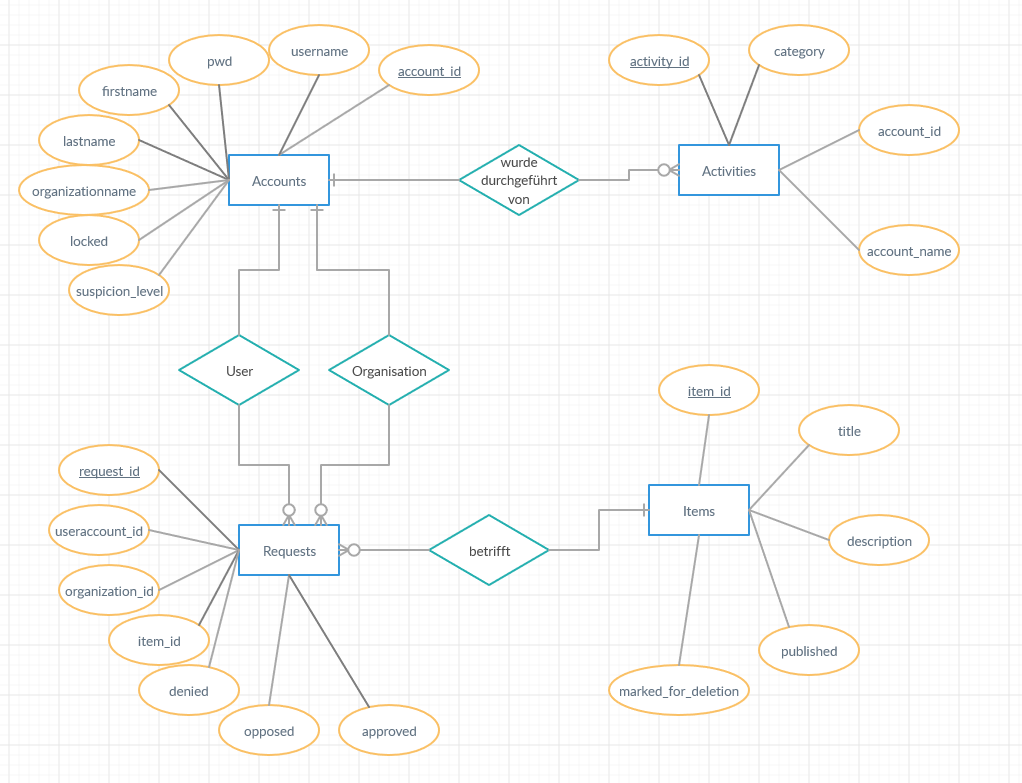 username
pwd
account_id
firstname
lastname
organizationname
locked
suspicion_level
Accounts
wurde
durchgeführt
von
activity_id
category
account_id
Activities
account_name
User
Organisation
item_id
title
Items
description
published
marked_for_deletion
request_id
useraccount_id
organization_id
item_id
denied
opposed
approved
Requests
betrifft